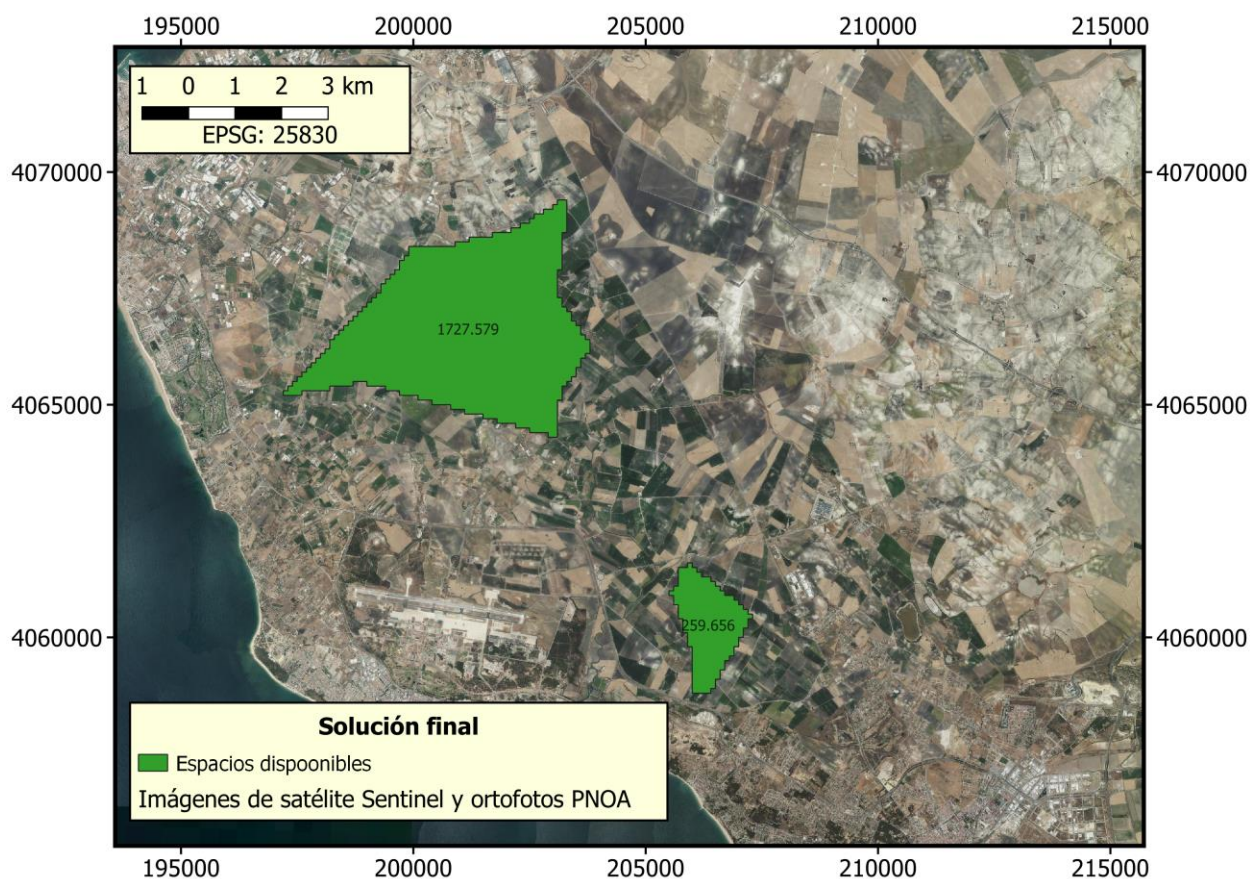 195000 200000 205000 210000 215000
1 0 1 2 3 km
EPSG: 25830
4070000 4070000
1727.579
4065000 4065000
259.656
4060000 4060000
Solución final
Espacios dispoonibles
Imágenes de satélite Sentinel y ortofotos PNOA
195000 200000 205000 210000 215000